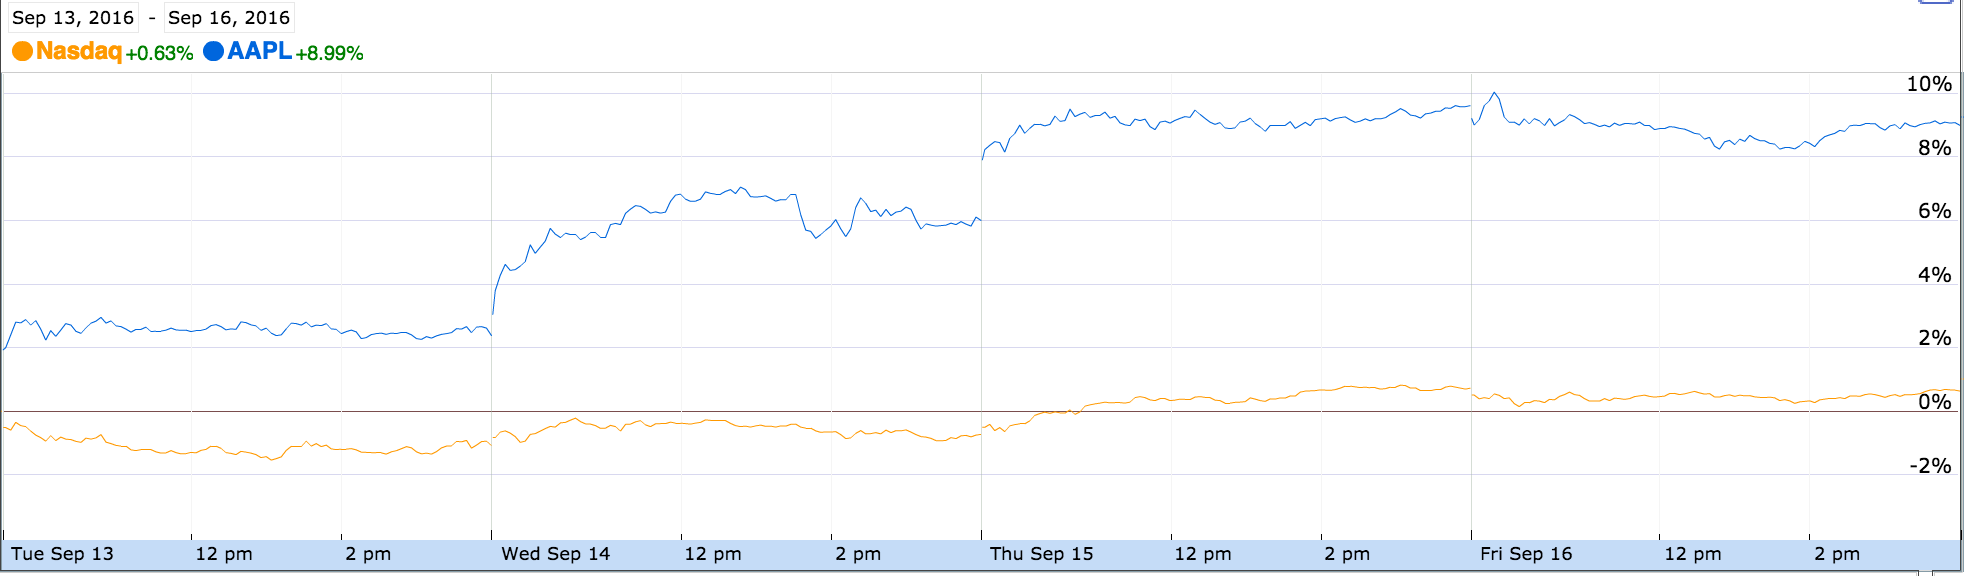 Sep 13, 2016 - Sep 16, 2016
Nasdaq +0.63% AAPL +8.99%
10%
8%
6%
4%
2%
0%
-2%
Tue Sep 13 12 pm 2 pm Wed Sep 14 12 pm 2 pm Thu Sep 15 12 pm 2 pm Fri Sep 16 12 pm 2 pm